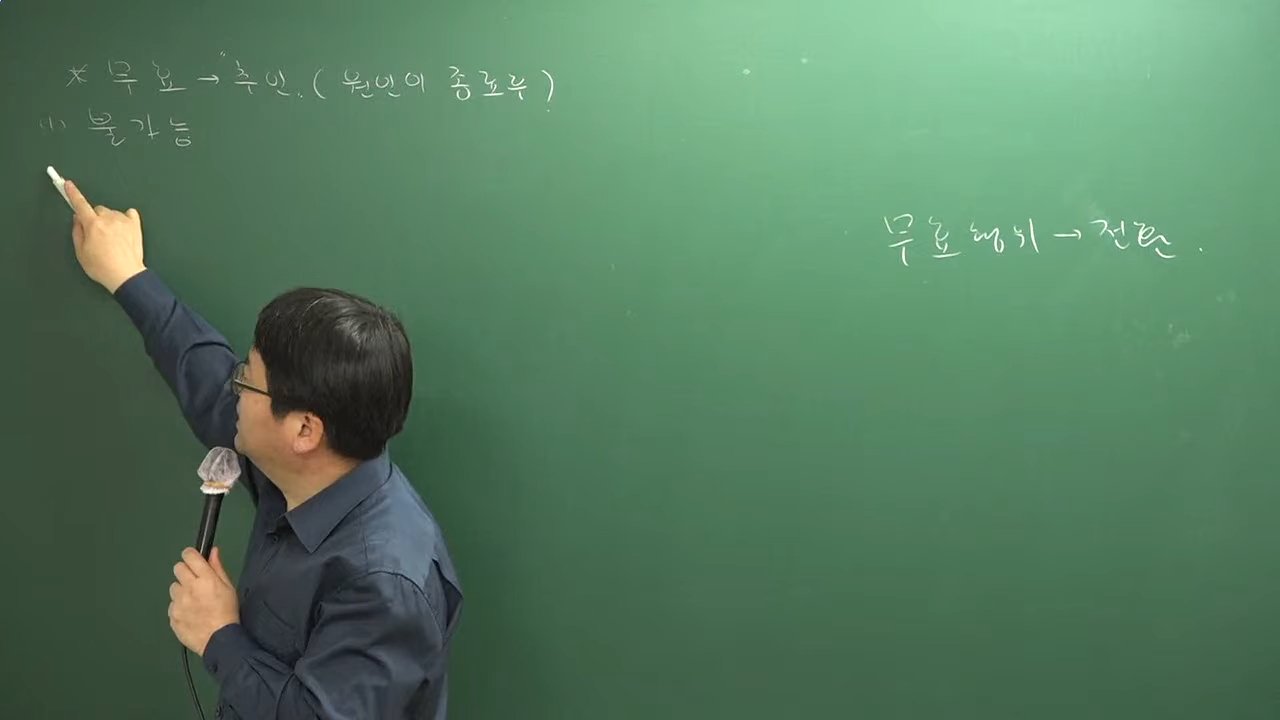 * 무효 → 추인. ( 원인이 종료후 )
(1) 불가능
무효행위 → 전환.